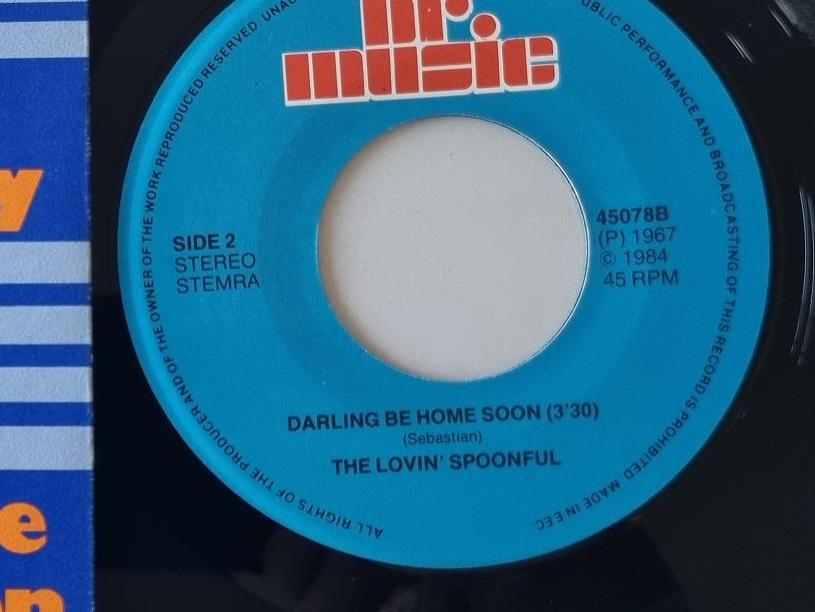 mr.
music
SIDE 2
STEREO
STEMRA
45078B
(P) 1967
© 1984
45 RPM
DARLING BE HOME SOON (3'30)
(Sebastian)
THE LOVIN' SPOONFUL
ALL RIGHTS OF THE PRODUCER AND OF THE OWNER OF THE WORK REPRODUCED RESERVED
PUBLIC PERFORMANCE AND BROADCASTING OF THIS RECORD IS PROHIBITED MADE IN EEC
y
e